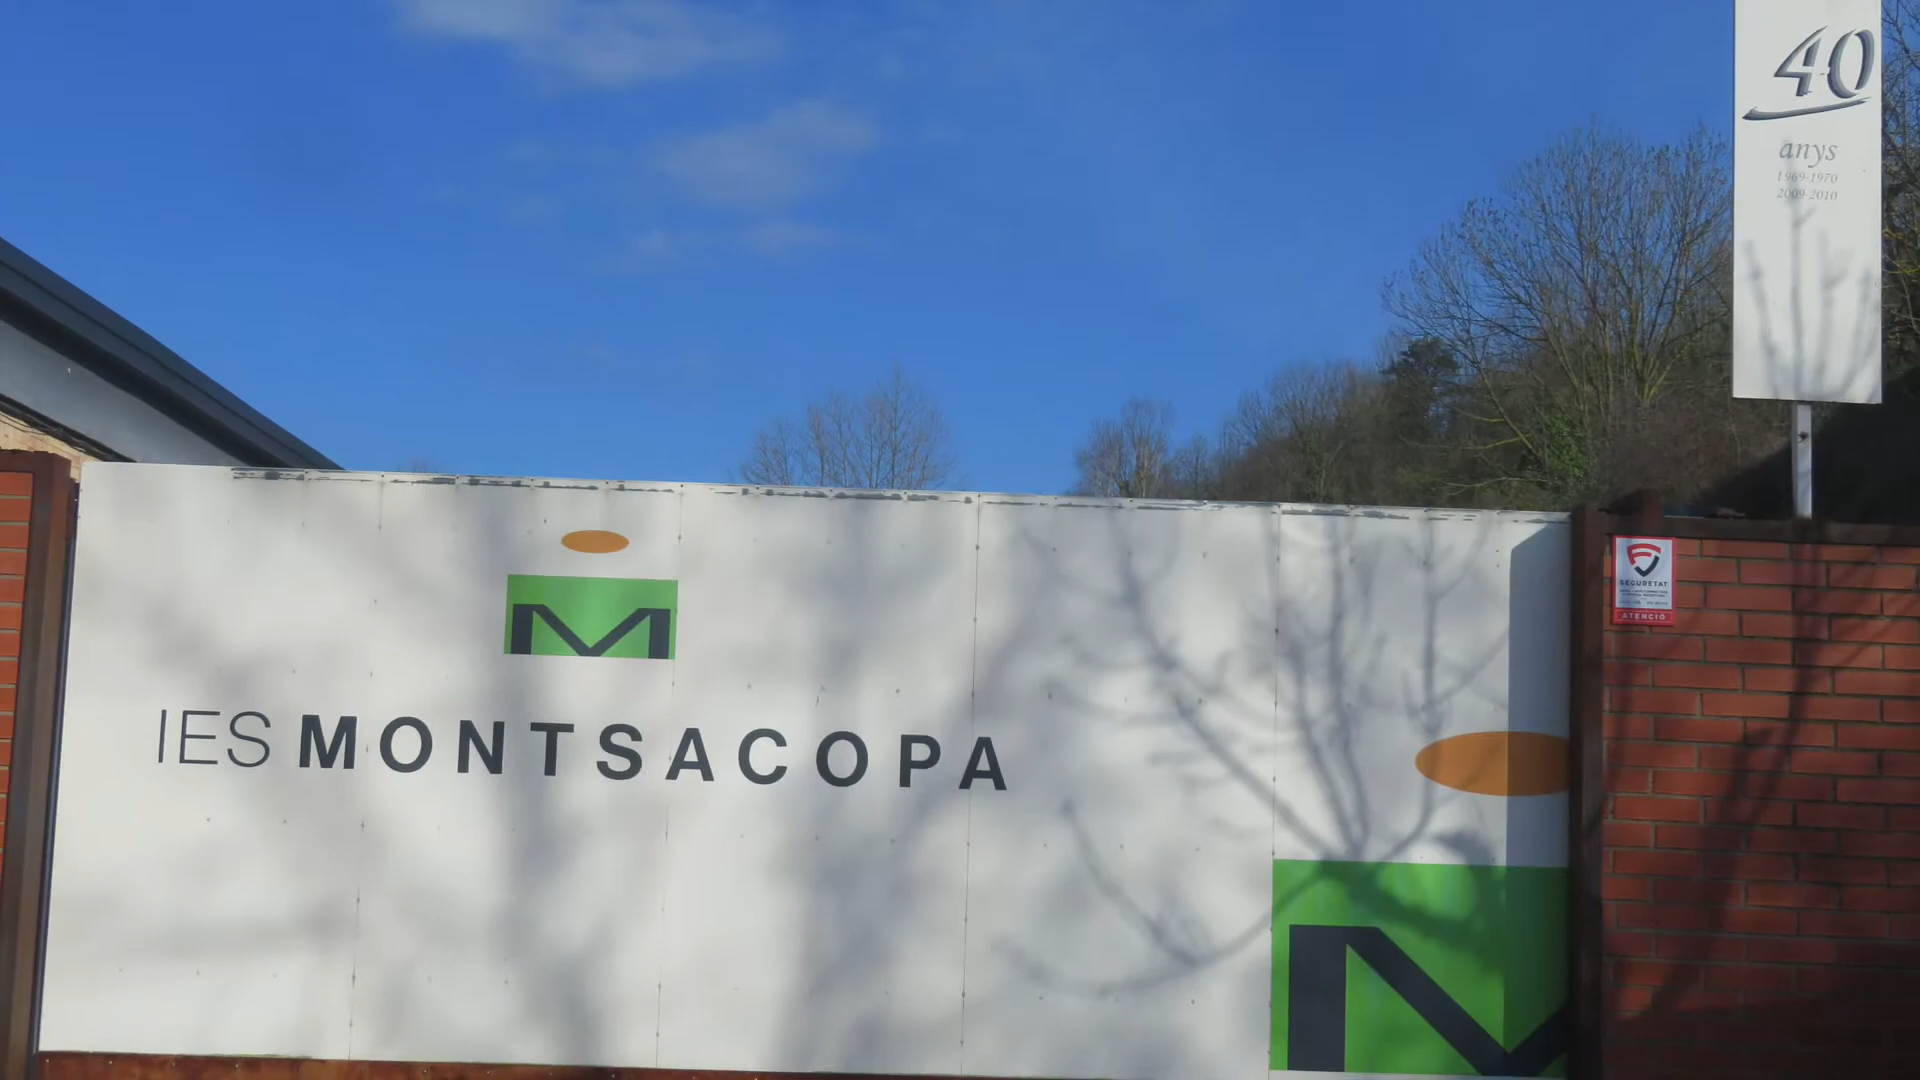 40
anys
1969-1970
2009-2010
M
IES MONTSACOPA
SEGURETAT
ATENCIÓ
M